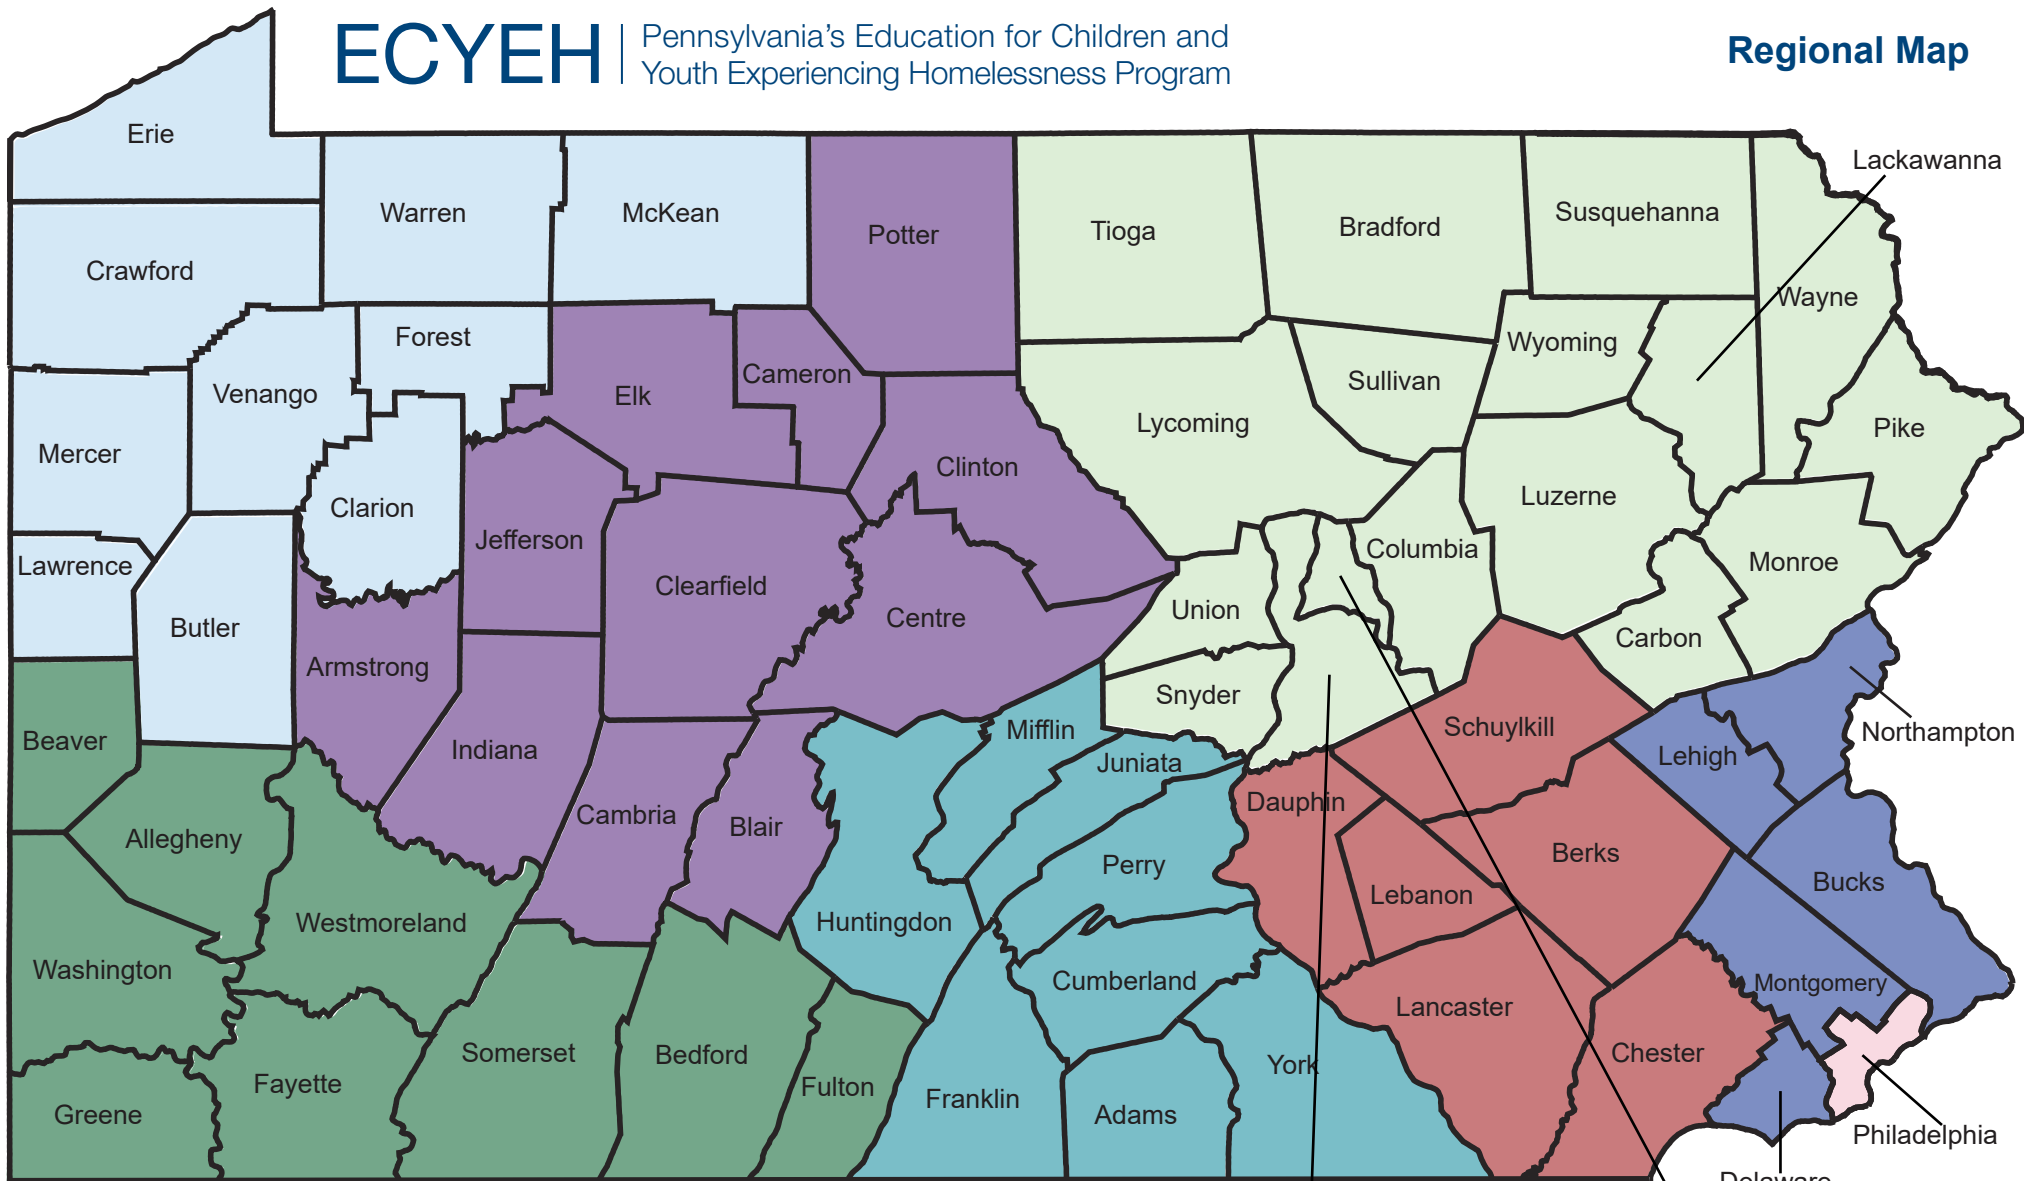 ECYEH
Pennsylvania's Education for Children and
Youth Experiencing Homelessness Program
Regional Map
Erie
Lackawanna
Warren
McKean
Susquehanna
Potter
Tioga
Bradford
Crawford
Wayne
Forest
Wyoming
Cameron
Sullivan
Venango
Elk
Lycoming
Pike
Mercer
Clinton
Luzerne
Clarion
Jefferson
Columbia
Lawrence
Monroe
Clearfield
Union
Centre
Butler
Carbon
Armstrong
Snyder
Schuylkill
Mifflin
Northampton
Beaver
Indiana
Lehigh
Juniata
Dauphin
Cambria
Blair
Allegheny
Berks
Perry
Bucks
Lebanon
Westmoreland
Huntingdon
Washington
Cumberland
Montgomery
Lancaster
Somerset
Bedford
Chester
York
Fayette
Fulton
Franklin
Greene
Adams
Philadelphia
Delaware